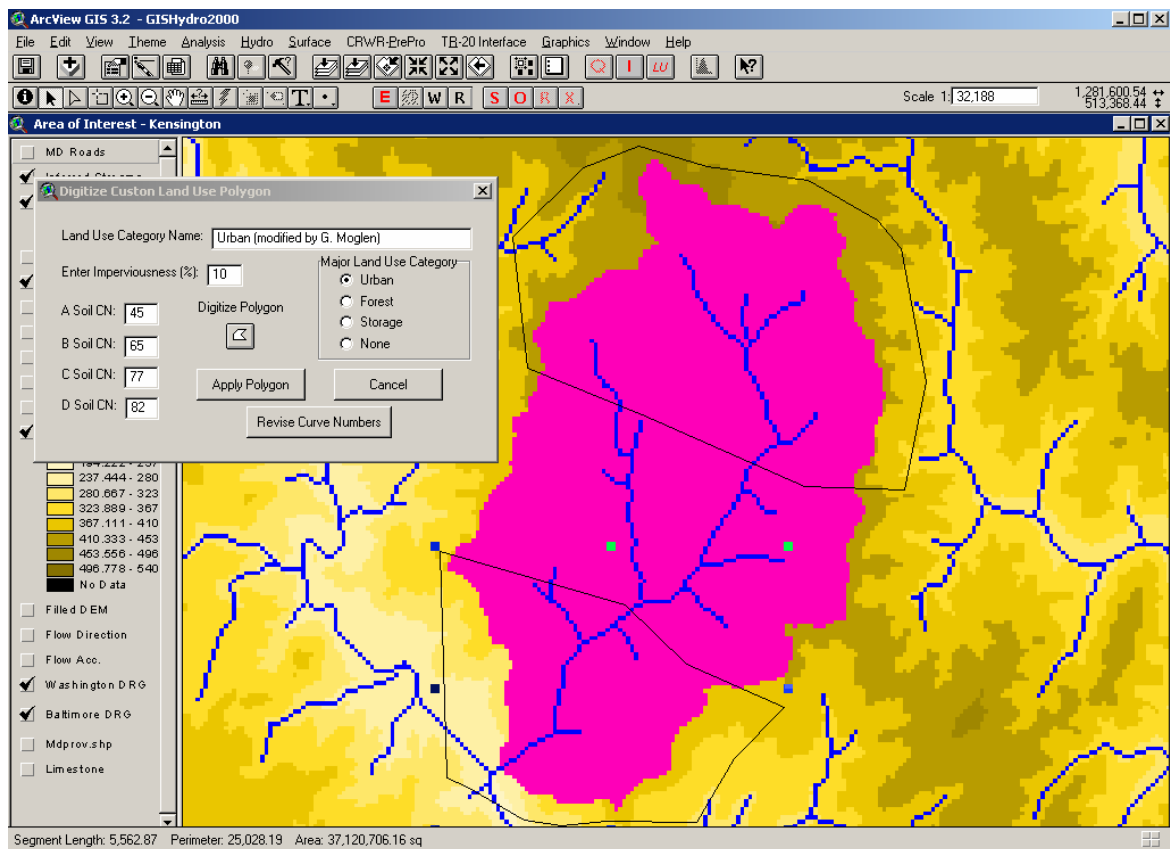 ArcView GIS 3.2 - GISHydro2000
File Edit View Theme Analysis Hydro Surface CRWR-PrePro TR-20 Interface Graphics Window Help
Q I LU
T E W R S O R X Scale 1: 32,188 1,281,600.54
513,368.44
Area of Interest - Kensington
MD Roads
Digitize Custon Land Use Polygon
Land Use Category Name: Urban (modified by G. Moglen)
Enter Imperviousness (%): 10
Major Land Use Category
Urban
Forest
Storage
None
A Soil CN: 45
B Soil CN: 65
C Soil CN: 77
D Soil CN: 82
Digitize Polygon
Apply Polygon Cancel
Revise Curve Numbers
237.444 - 280
280.667 - 323
323.889 - 367
367.111 - 410
410.333 - 453
453.556 - 496
496.778 - 540
No Data
Filled DEM
Flow Direction
Flow Acc.
Washington DRG
Baltimore DRG
Mdprov.shp
Limestone
Segment Length: 5,562.87 Perimeter: 25,028.19 Area: 37,120,706.16 sq